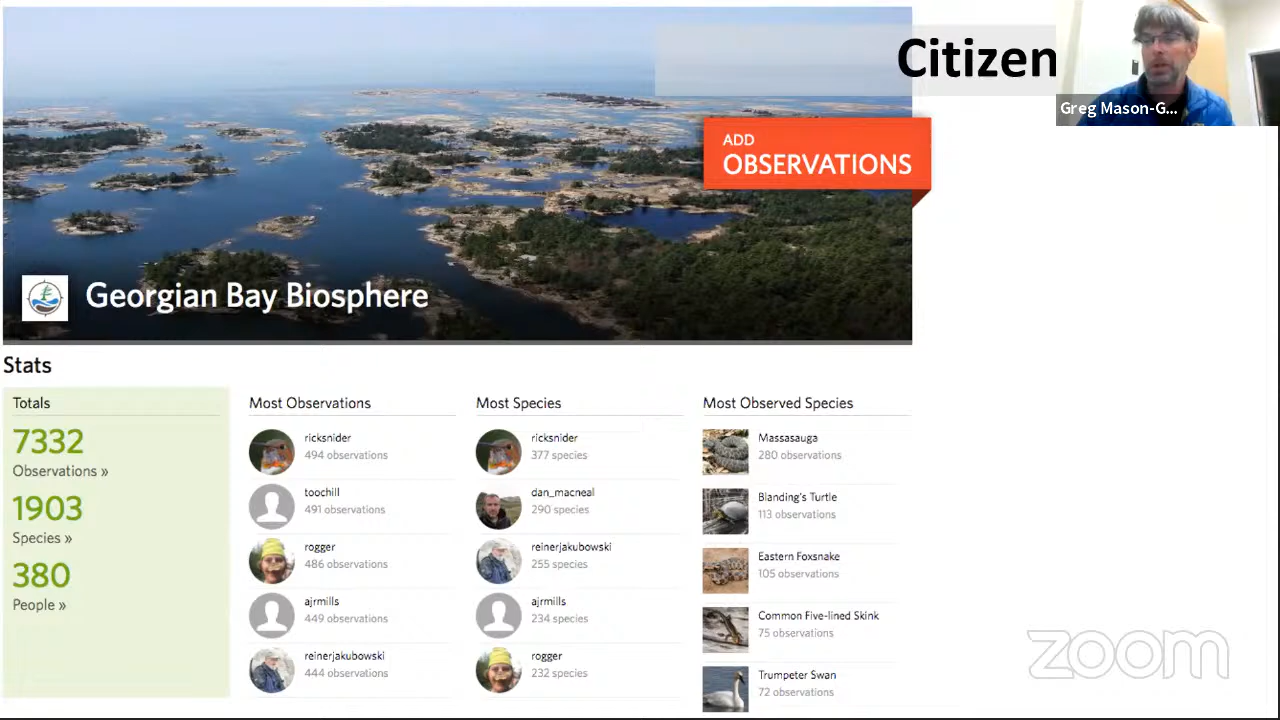 Citizen
Greg Mason-G...
ADD
OBSERVATIONS
Georgian Bay Biosphere
Stats
Totals
7332
Observations »
1903
Species »
380
People »
Most Observations
ricksnider
494 observations
toochill
491 observations
rogger
486 observations
ajrmills
449 observations
reinerjakubowski
444 observations
Most Species
ricksnider
377 species
dan_macneal
290 species
reinerjakubowski
255 species
ajrmills
234 species
rogger
232 species
Most Observed Species
Massasauga
280 observations
Blanding's Turtle
113 observations
Eastern Foxsnake
105 observations
Common Five-lined Skink
75 observations
Trumpeter Swan
72 observations
zoom